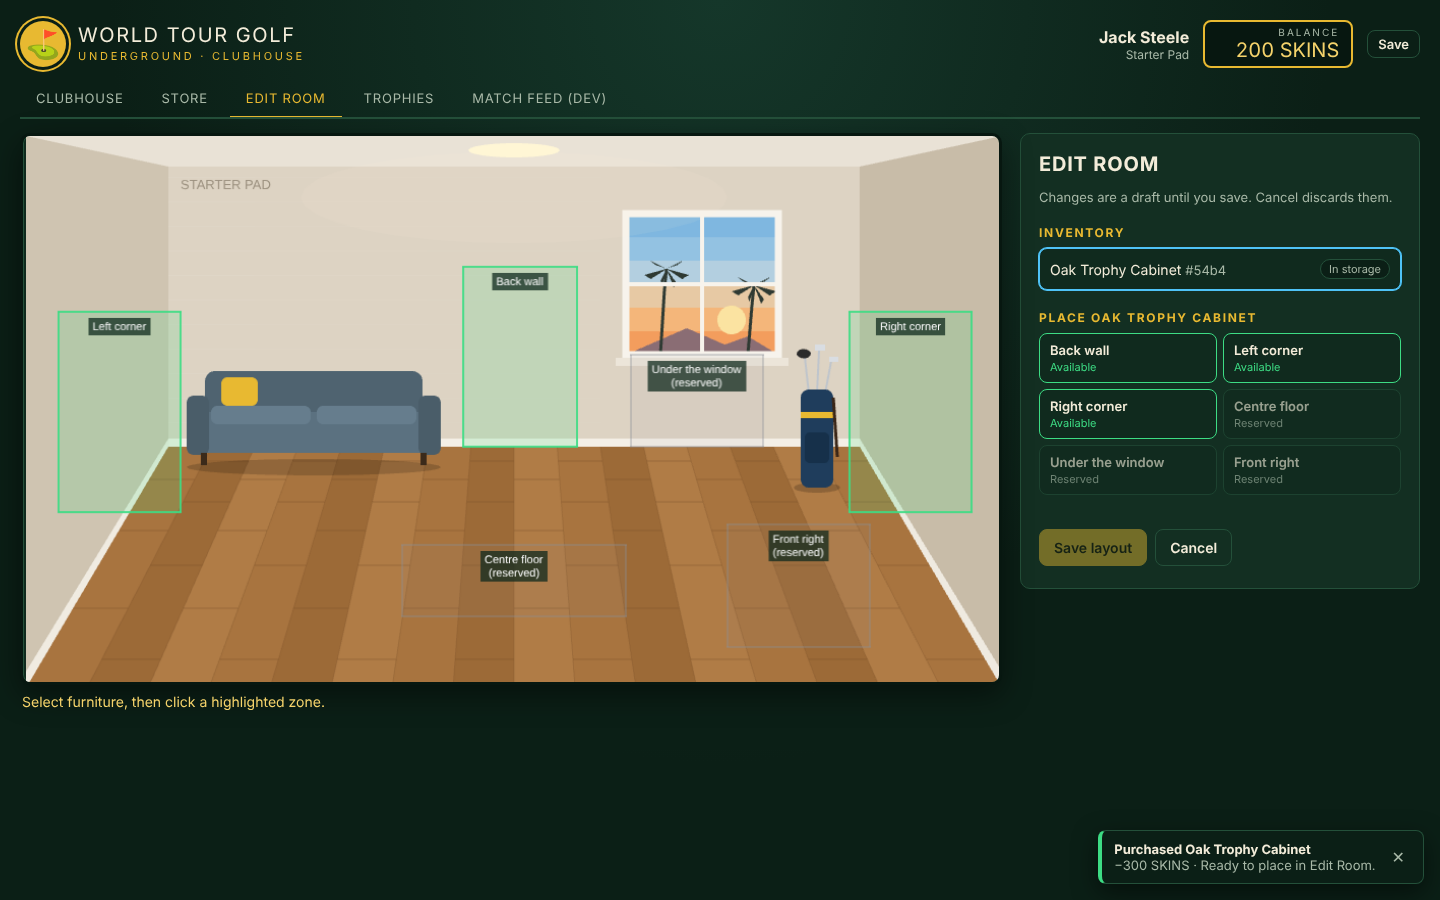 WORLD TOUR GOLF
UNDERGROUND · CLUBHOUSE
Jack Steele
Starter Pad
BALANCE
200 SKINS
Save
CLUBHOUSE
STORE
EDIT ROOM
TROPHIES
MATCH FEED (DEV)
STARTER PAD
Back wall
Left corner
Right corner
Under the window
(reserved)
Centre floor
(reserved)
Front right
(reserved)
Select furniture, then click a highlighted zone.
EDIT ROOM
Changes are a draft until you save. Cancel discards them.
INVENTORY
Oak Trophy Cabinet #54b4
In storage
PLACE OAK TROPHY CABINET
Back wall
Available
Left corner
Available
Right corner
Available
Centre floor
Reserved
Under the window
Reserved
Front right
Reserved
Save layout
Cancel
Purchased Oak Trophy Cabinet
−300 SKINS · Ready to place in Edit Room.